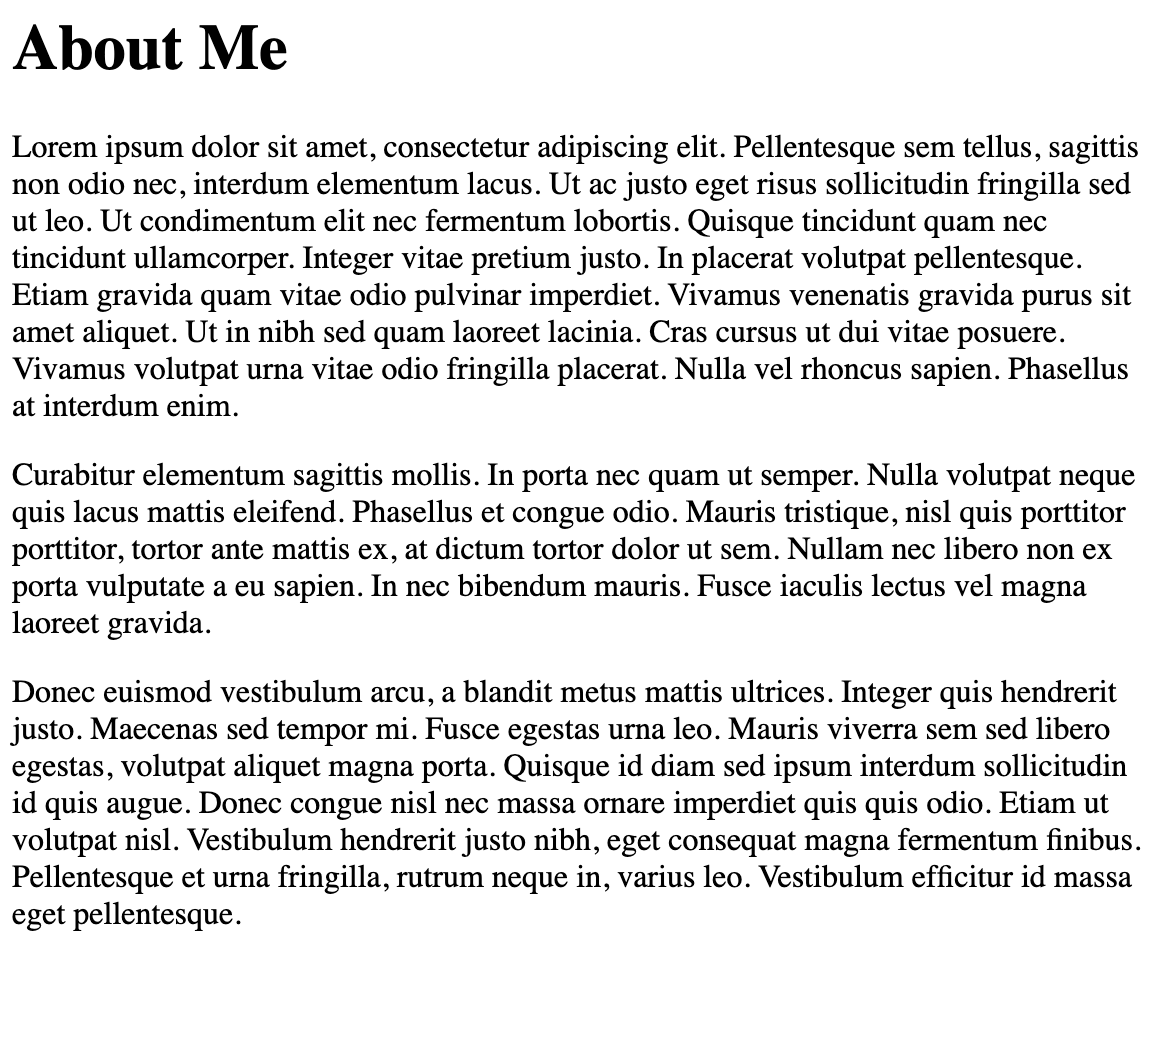 About Me
Lorem ipsum dolor sit amet, consectetur adipiscing elit. Pellentesque sem tellus, sagittis
non odio nec, interdum elementum lacus. Ut ac justo eget risus sollicitudin fringilla sed
ut leo. Ut condimentum elit nec fermentum lobortis. Quisque tincidunt quam nec
tincidunt ullamcorper. Integer vitae pretium justo. In placerat volutpat pellentesque.
Etiam gravida quam vitae odio pulvinar imperdiet. Vivamus venenatis gravida purus sit
amet aliquet. Ut in nibh sed quam laoreet lacinia. Cras cursus ut dui vitae posuere.
Vivamus volutpat urna vitae odio fringilla placerat. Nulla vel rhoncus sapien. Phasellus
at interdum enim.
Curabitur elementum sagittis mollis. In porta nec quam ut semper. Nulla volutpat neque
quis lacus mattis eleifend. Phasellus et congue odio. Mauris tristique, nisl quis porttitor
porttitor, tortor ante mattis ex, at dictum tortor dolor ut sem. Nullam nec libero non ex
porta vulputate a eu sapien. In nec bibendum mauris. Fusce iaculis lectus vel magna
laoreet gravida.
Donec euismod vestibulum arcu, a blandit metus mattis ultrices. Integer quis hendrerit
justo. Maecenas sed tempor mi. Fusce egestas urna leo. Mauris viverra sem sed libero
egestas, volutpat aliquet magna porta. Quisque id diam sed ipsum interdum sollicitudin
id quis augue. Donec congue nisl nec massa ornare imperdiet quis quis odio. Etiam ut
volutpat nisl. Vestibulum hendrerit justo nibh, eget consequat magna fermentum finibus.
Pellentesque et urna fringilla, rutrum neque in, varius leo. Vestibulum efficitur id massa
eget pellentesque.